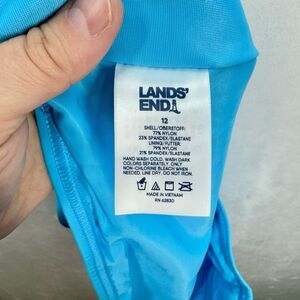 LANDS'
END
12
SHELL/OBERSTOFF:
77% NYLON
23% SPANDEX/ELASTANE
LINING/FUTTER:
79% NYLON
21% SPANDEX/ELASTANE
HAND WASH COLD. WASH DARK
COLORS SEPARATELY. ONLY
NON-CHLORINE BLEACH WHEN
NEEDED. LINE DRY. DO NOT IRON.
MADE IN VIETNAM
RN 43830